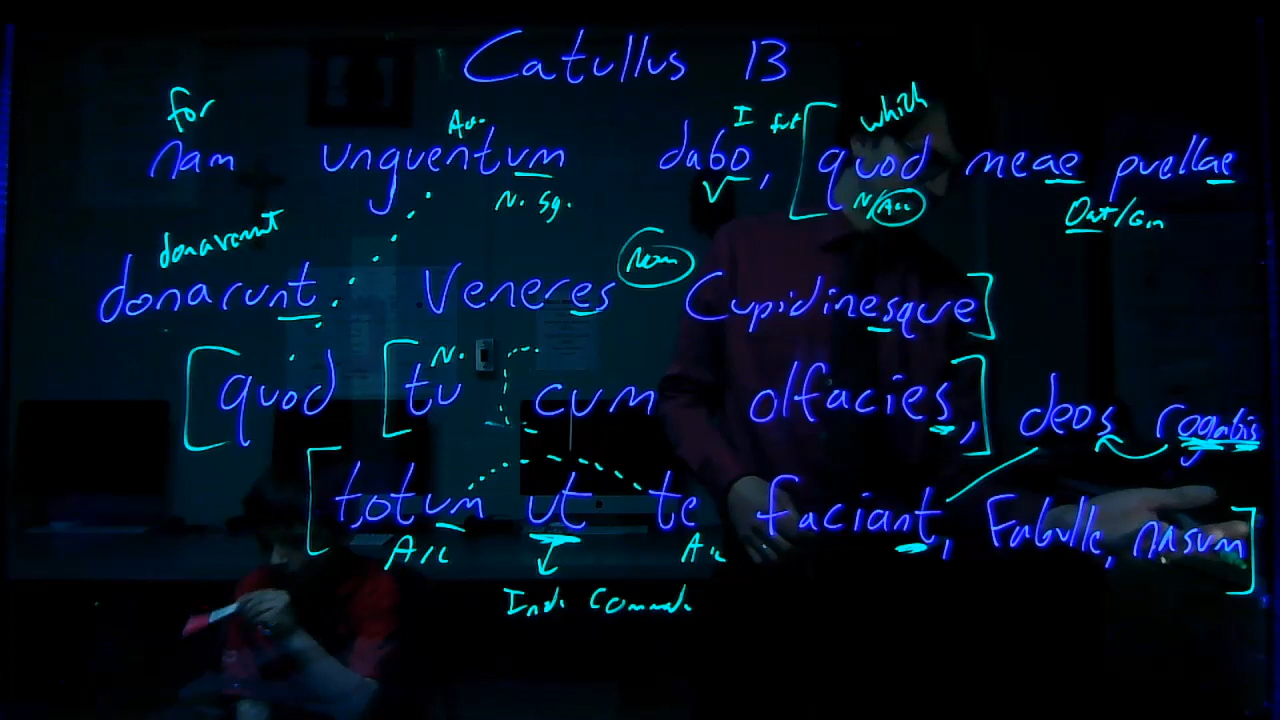 Catullus 13
for Acc. I fut which
nam unguentum dabo, [quod meae puellae
N. Sg. V N/Acc Dat/Gen
donaverunt Nom
donarunt Veneres Cupidinesque]
N.
[quod [tu [cum olfacies,] deos rogabis
[totum ut te faciant, Fabulle, nasum]
Acc Acc
Ind. Command.